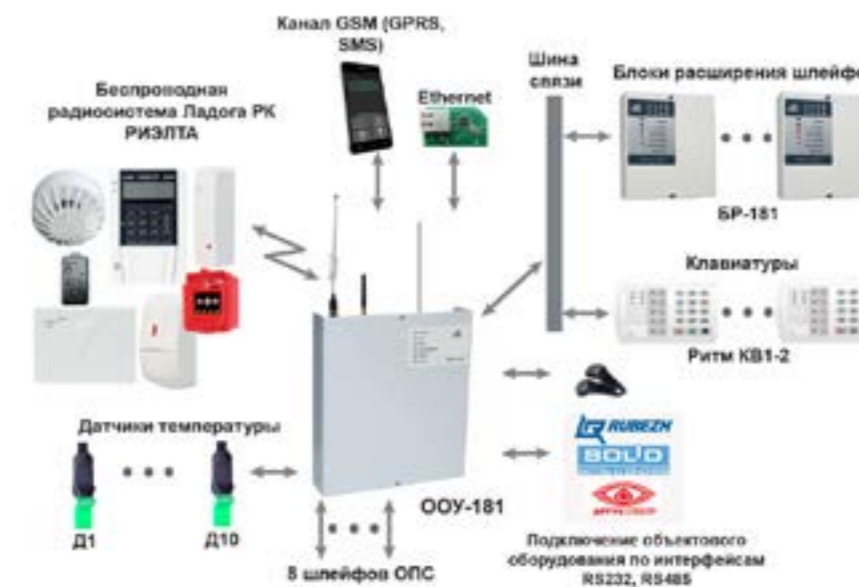 Канал GSM (GPRS,
SMS)
Беспроводная
радиосистема Ладога РК
РИЭЛТА
Ethernet
Шина
связи
Блоки расширения шлейфо
БР-181
Клавиатуры
Ритм КВ1-2
Датчики температуры
Д1
Д10
ООУ-181
8 шлейфов ОПС
RUBEZH
BOLID
Подключение объектового
оборудования по интерфейсам
RS232, RS485